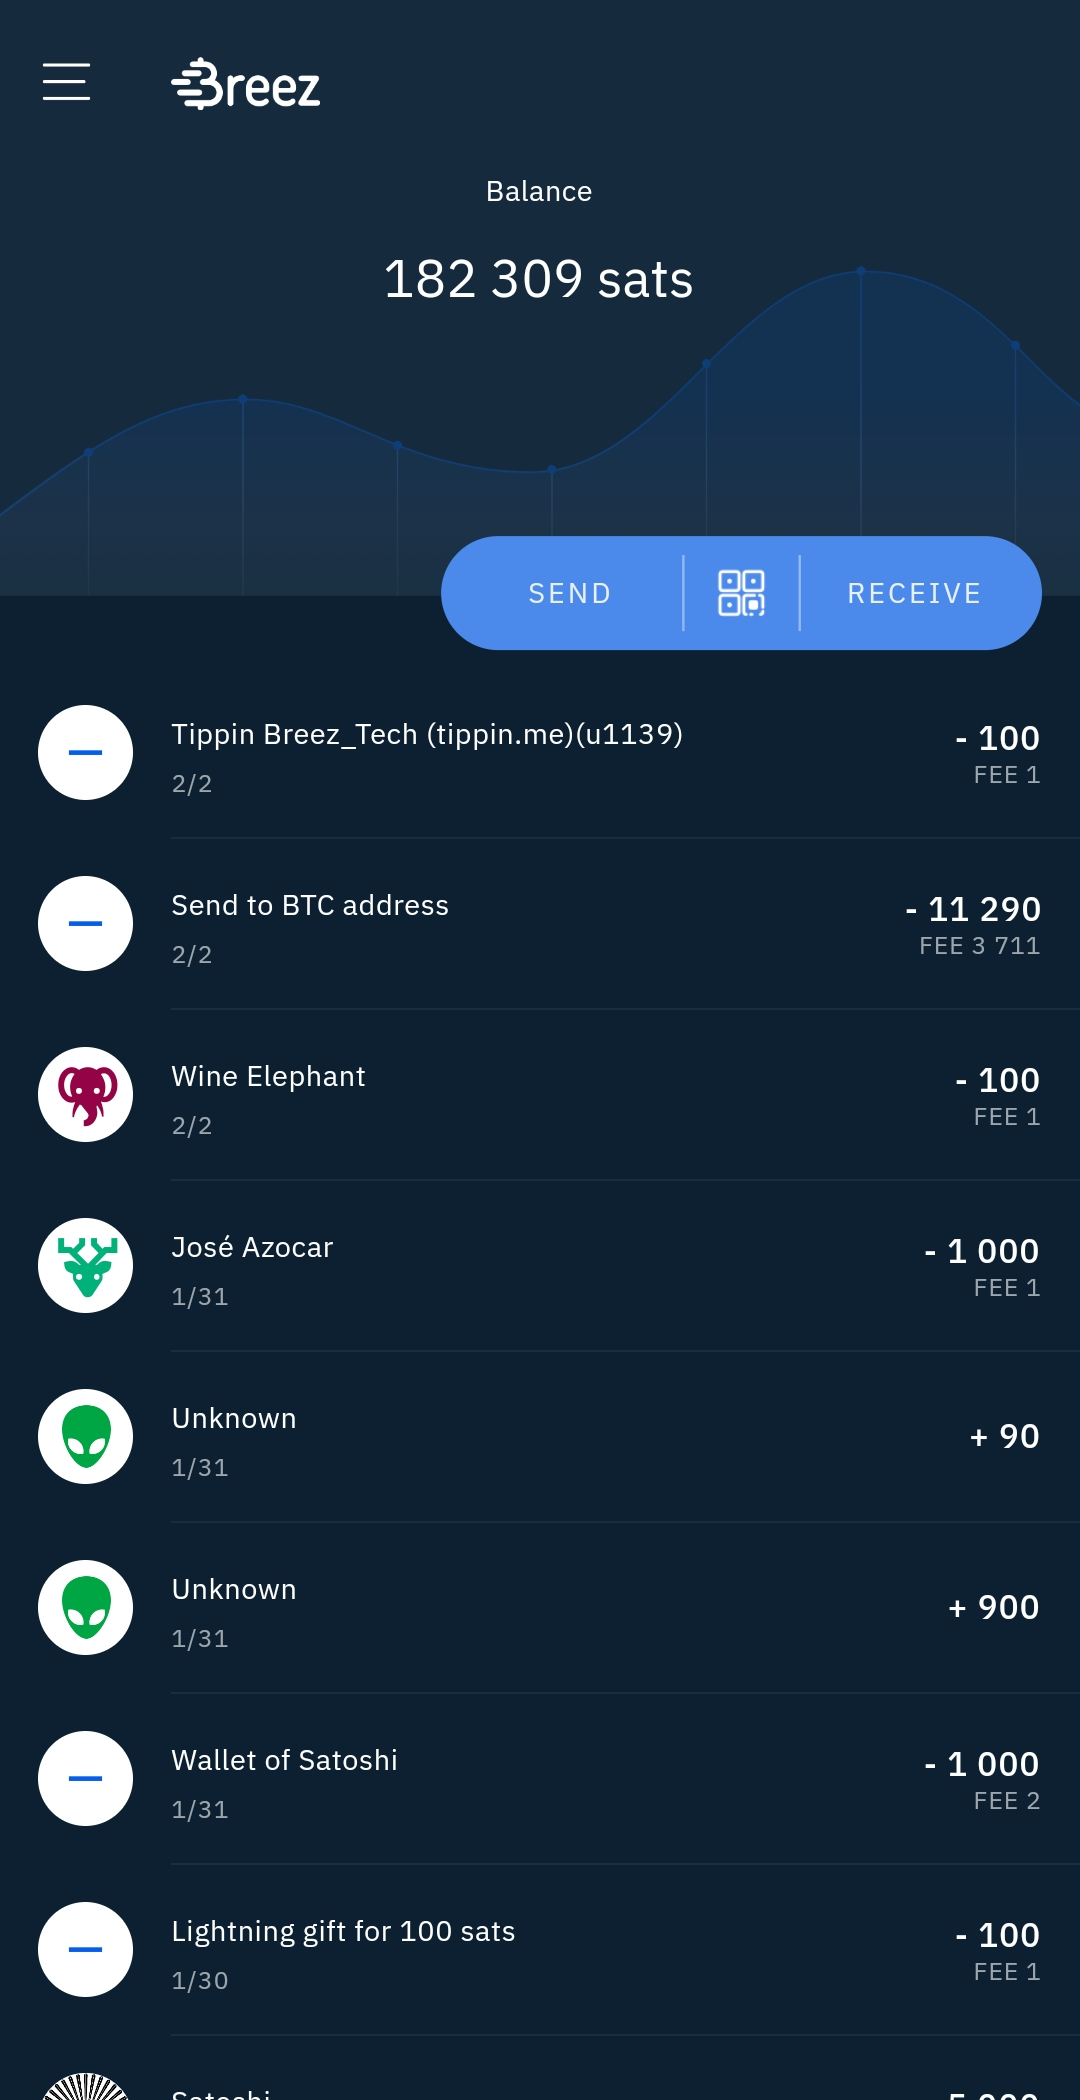 Breez
Balance
182 309 sats
SEND
RECEIVE
Tippin Breez_Tech (tippin.me)(u1139)
- 100
2/2
FEE 1
Send to BTC address
- 11 290
2/2
FEE 3 711
Wine Elephant
- 100
2/2
FEE 1
José Azocar
- 1 000
1/31
FEE 1
Unknown
+ 90
1/31
Unknown
+ 900
1/31
Wallet of Satoshi
- 1 000
1/31
FEE 2
Lightning gift for 100 sats
- 100
1/30
FEE 1
Satoshi